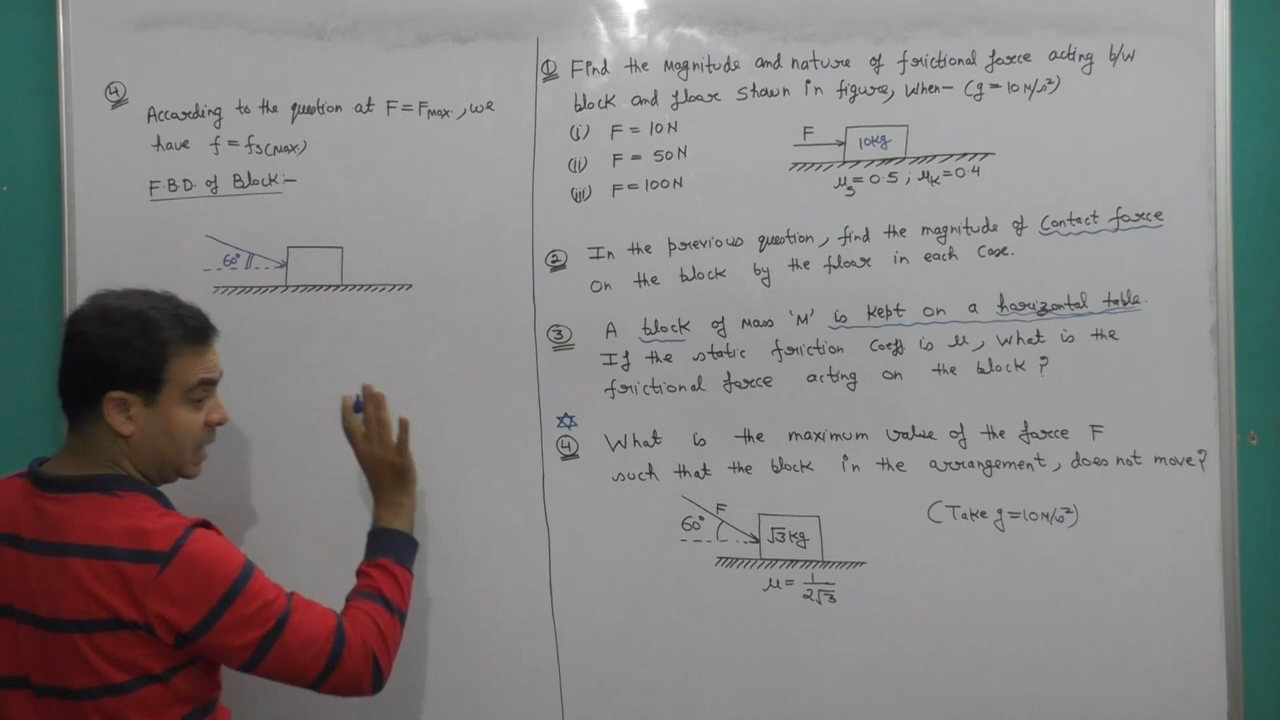 ④
According to the question at F = Fmax., we
have f = fs(max.)
F.B.D. of Block:-
60°
① Find the magnitude and nature of frictional force acting b/w
block and floor shown in figure, when- (g = 10 m/s²)
(i) F = 10N
(ii) F = 50N
(iii) F = 100N
F
10kg
μs = 0.5 ; μk = 0.4
② In the previous question, find the magnitude of contact force
on the block by the floor in each case.
③ A block of mass 'M' is kept on a horizontal table.
If the static friction coeff is μ, what is the
frictional force acting on the block ?
④ What is the maximum value of the force F
such that the block in the arrangement, does not move?
(Take g = 10 m/s²)
F
60°
√3 kg
μ = 1/2√3